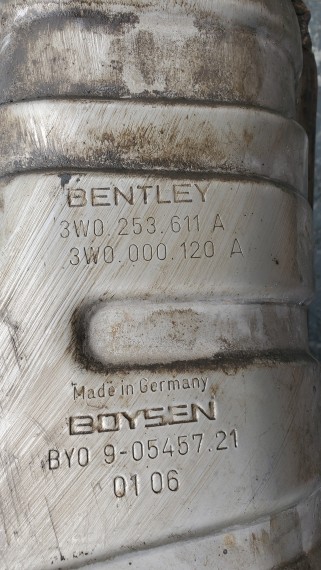 BENTLEY
3W0.253.611 A
3W0.000.120 A
Made in Germany
BOYSEN
BY0 9-05457.21
01 06